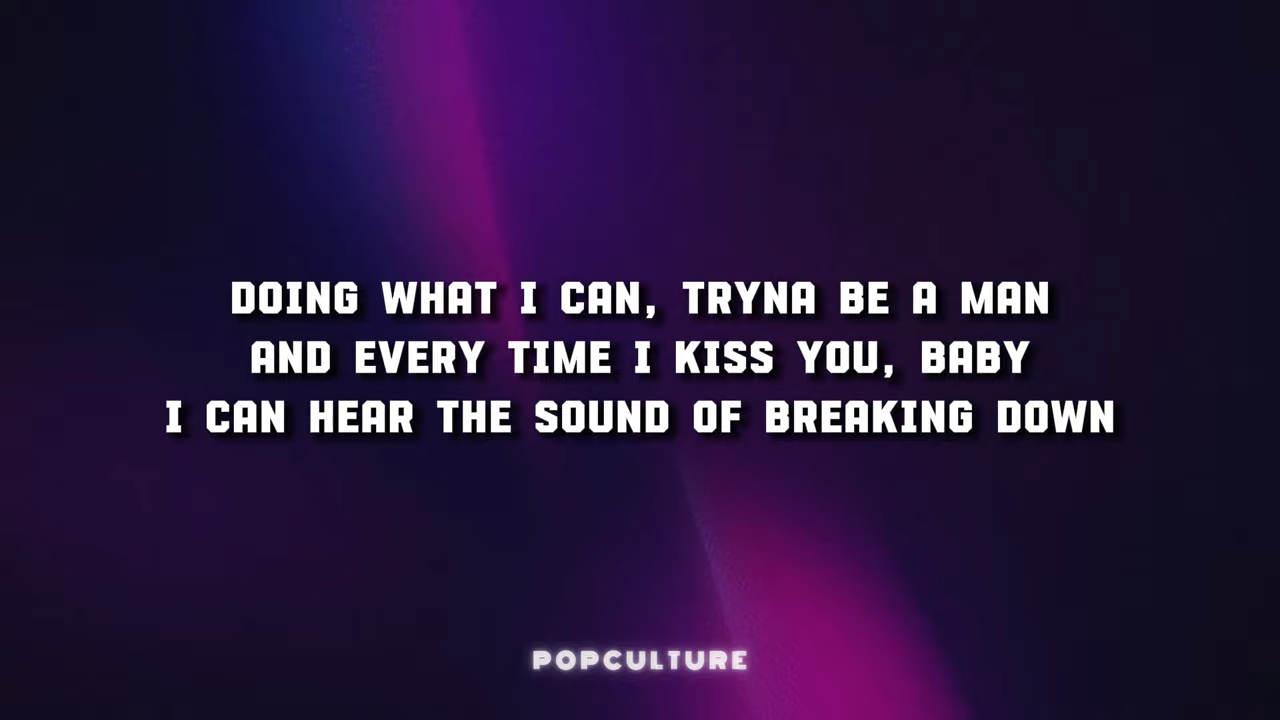 DOING WHAT I CAN, TRYNA BE A MAN
AND EVERY TIME I KISS YOU, BABY
I CAN HEAR THE SOUND OF BREAKING DOWN
POPCULTURE